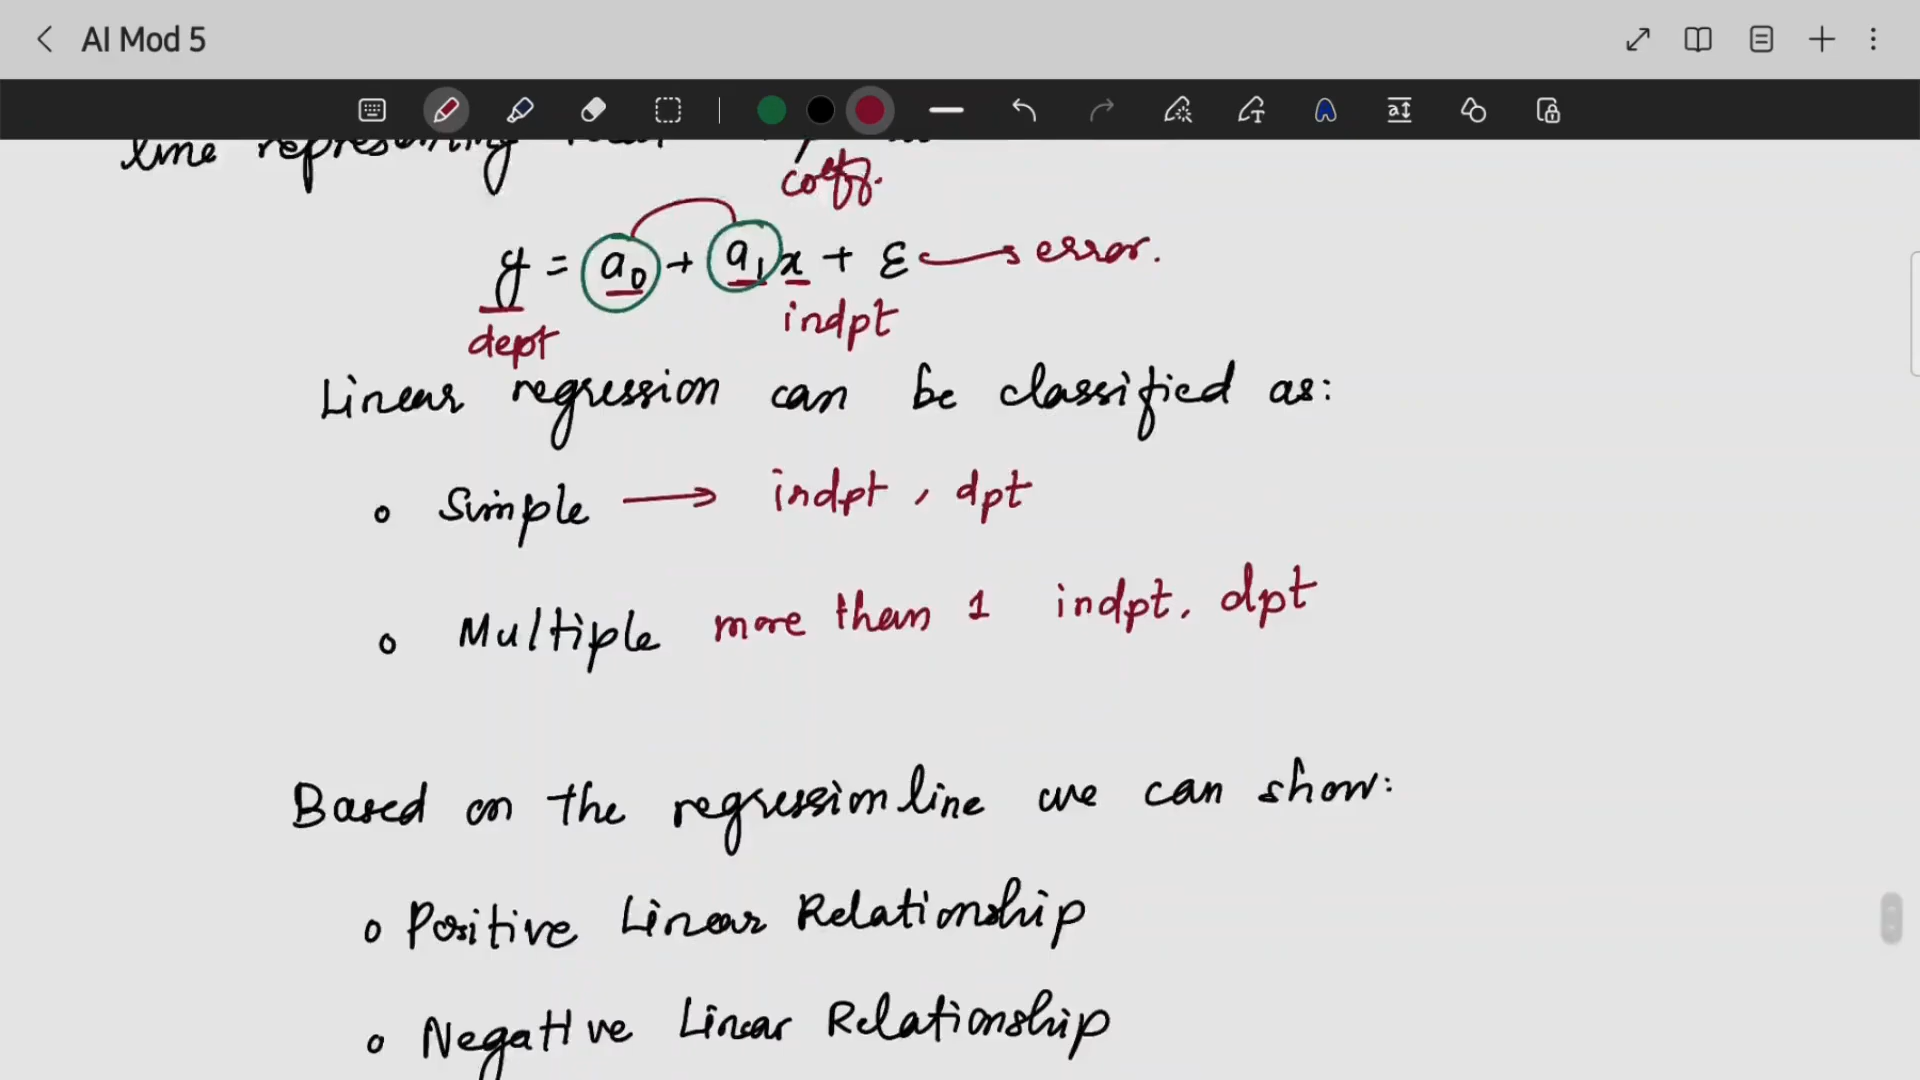 AI Mod 5
line representing
coeff.
y = a0 + a1x + ε → error.
dept indpt
Linear regression can be classified as:
o Simple → indpt, dpt
o Multiple more than 1 indpt, dpt
Based on the regression line we can show:
o Positive Linear Relationship
o Negative Linear Relationship